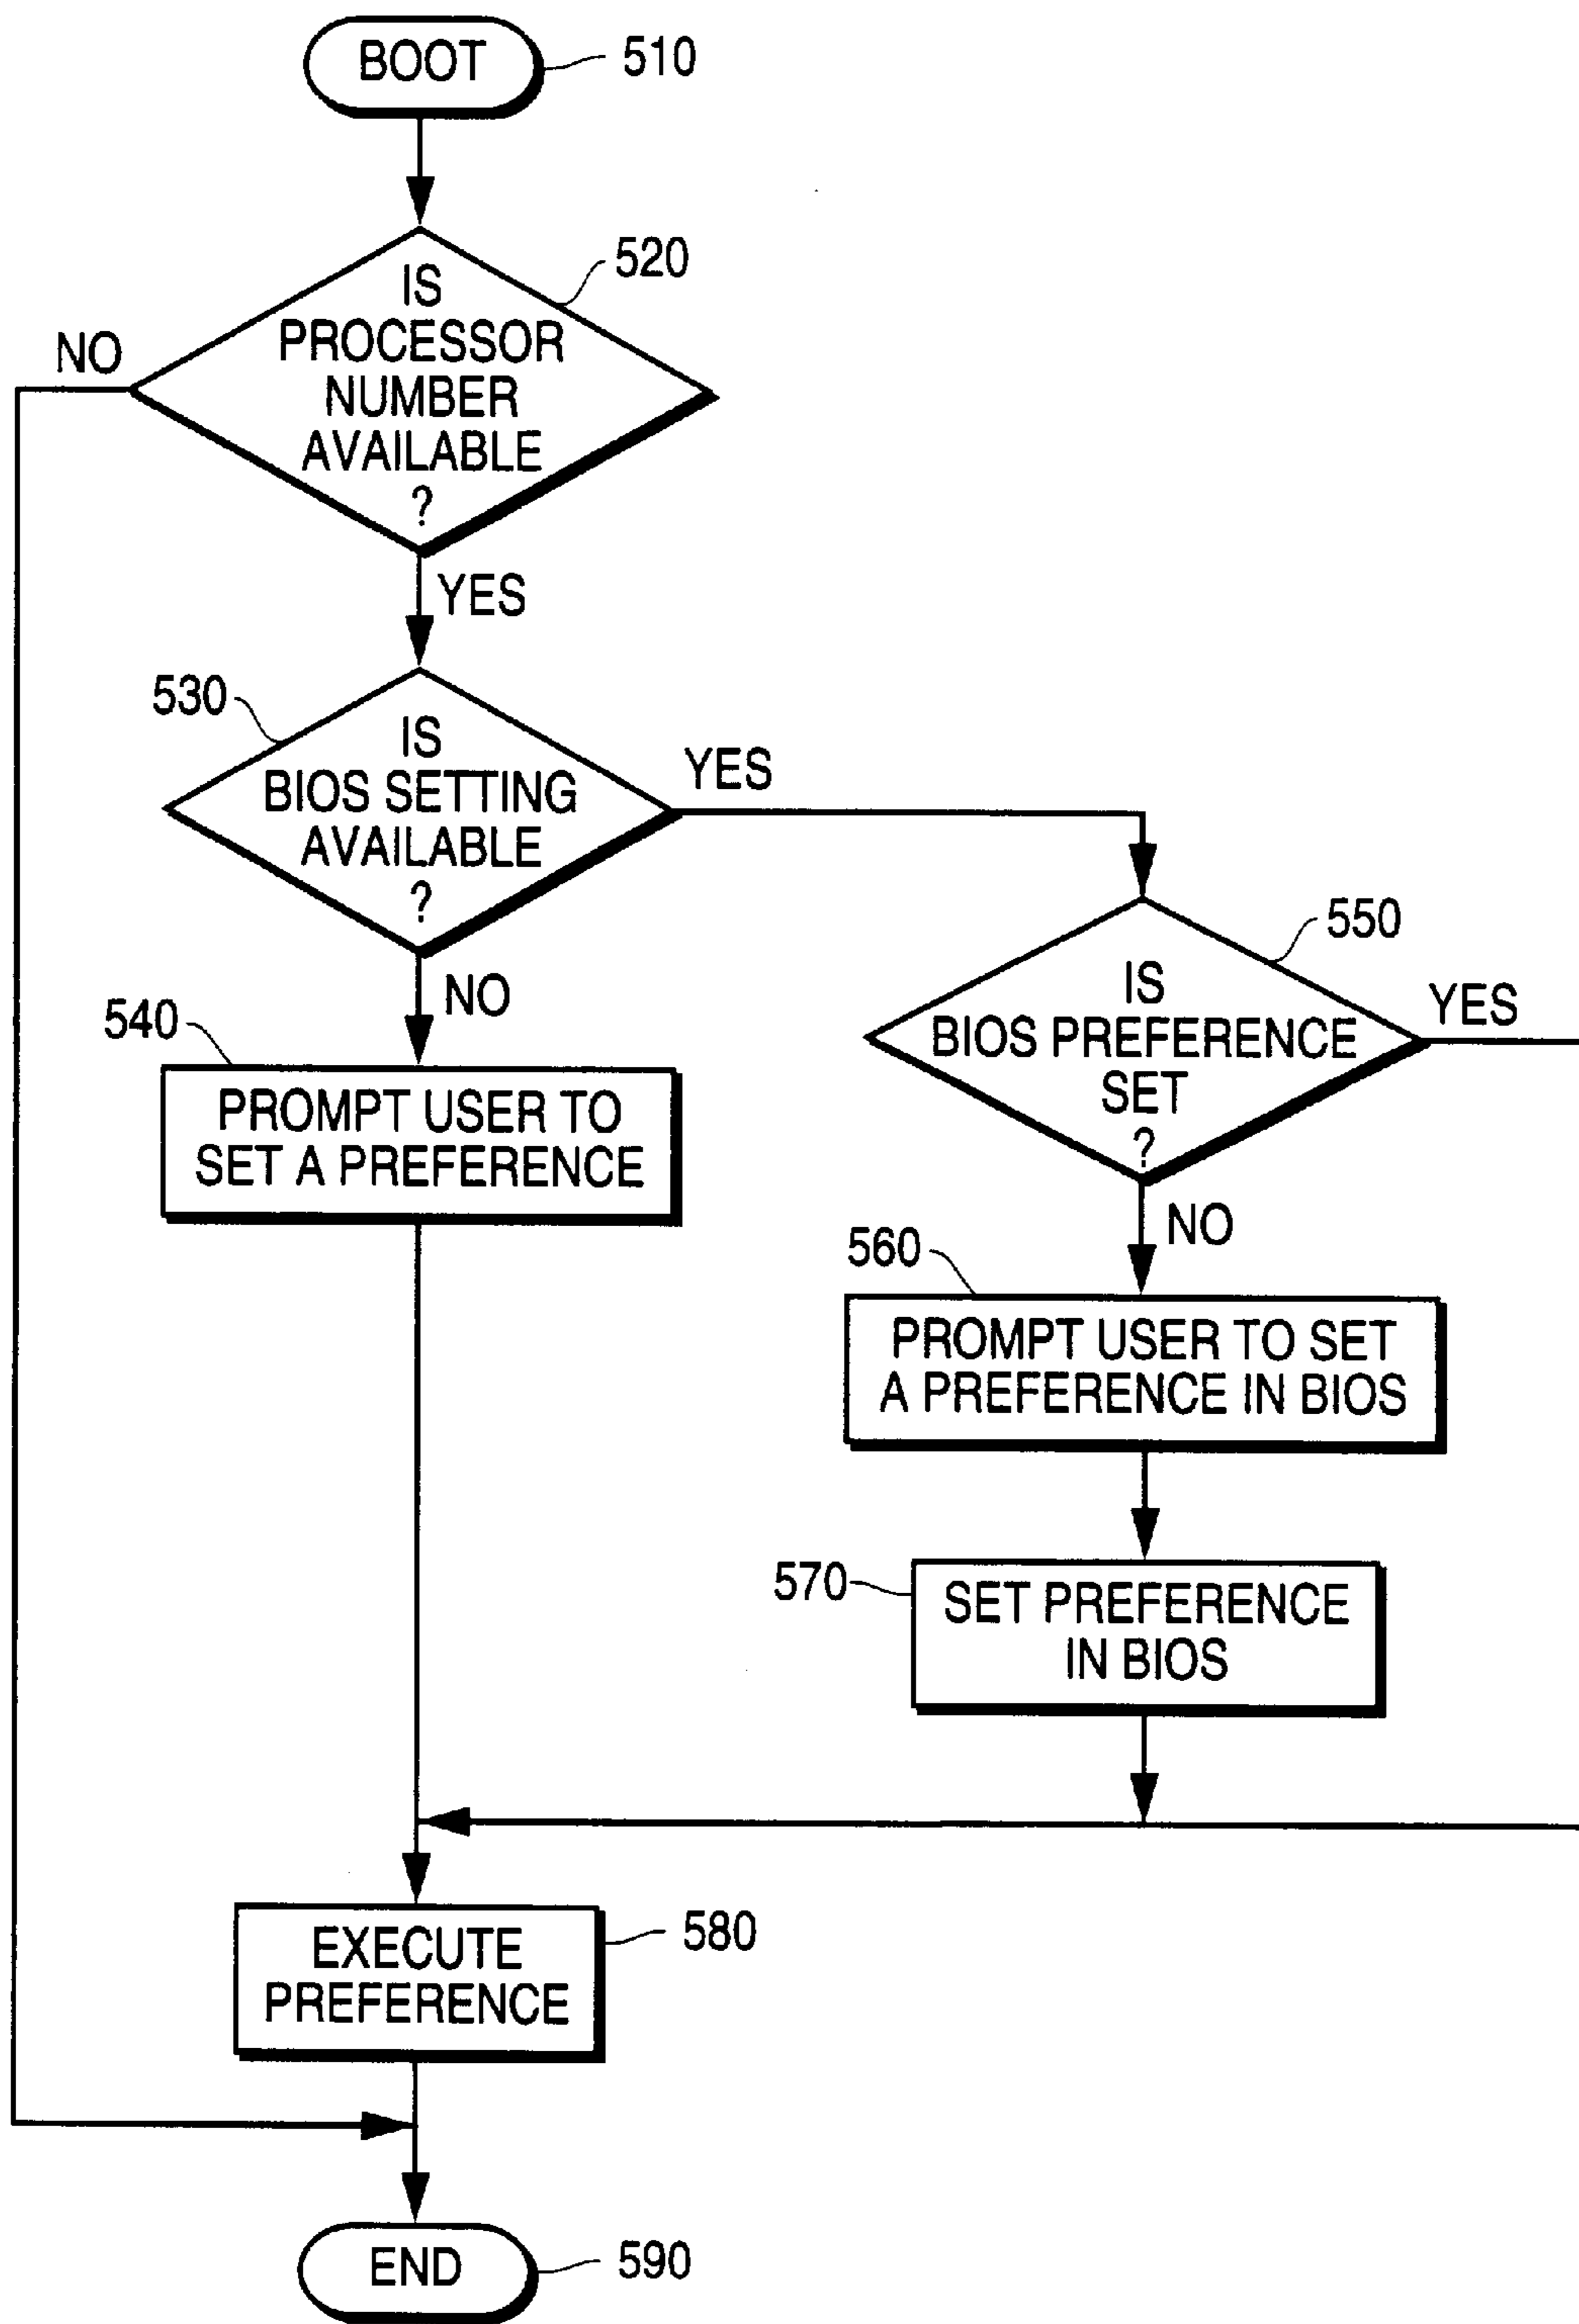 BOOT
510
IS
PROCESSOR
NUMBER
AVAILABLE
?
520
NO
YES
530
IS
BIOS SETTING
AVAILABLE
?
YES
NO
550
IS
BIOS PREFERENCE
SET
?
YES
NO
540
PROMPT USER TO
SET A PREFERENCE
560
PROMPT USER TO SET
A PREFERENCE IN BIOS
570
SET PREFERENCE
IN BIOS
EXECUTE
PREFERENCE
580
END
590